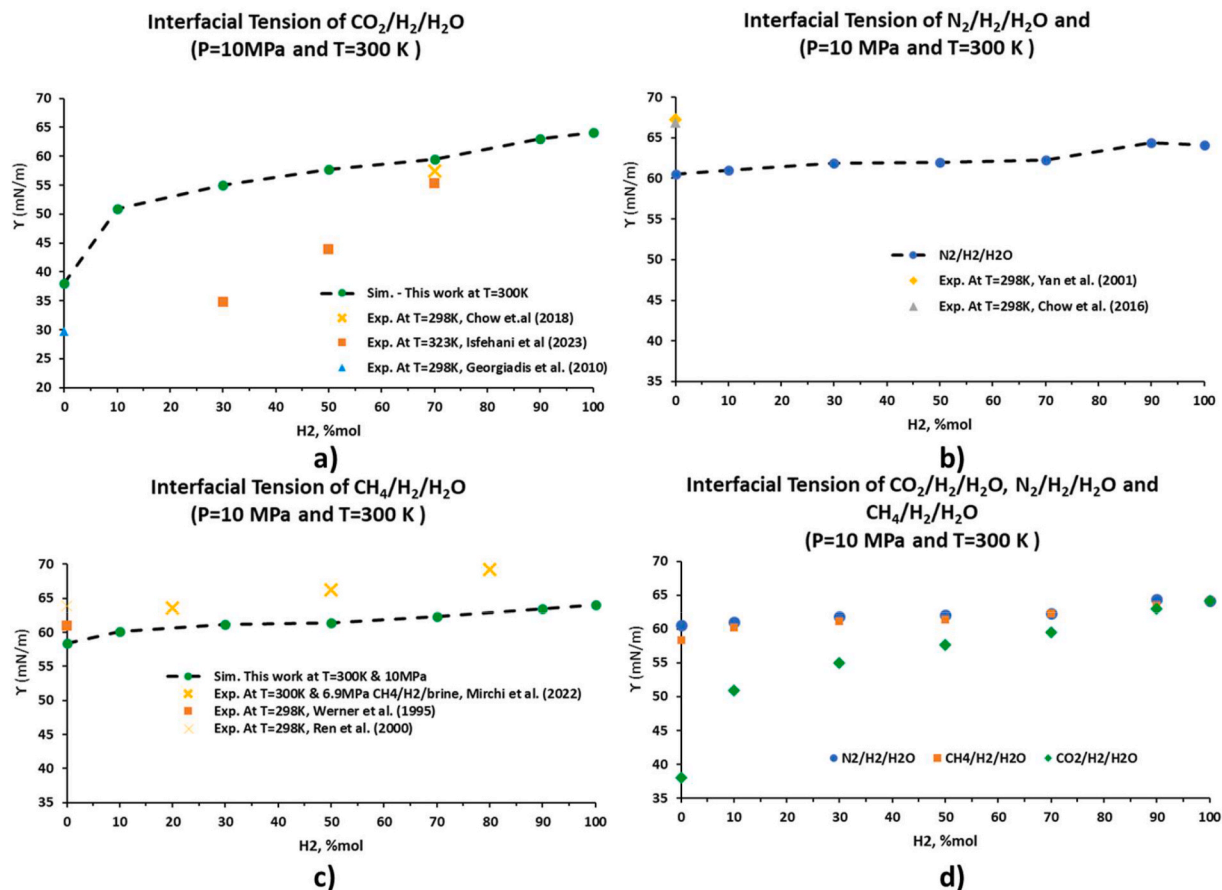 Interfacial Tension of CO₂/H₂/H₂O
(P=10MPa and T=300 K )
70
65
60
55
50
45
40
35
30
25
20
ϒ (mN/m)
Sim. - This work at T=300K
Exp. At T=298K, Chow et.al (2018)
Exp. At T=323K, Isfehani et al (2023)
Exp. At T=298K, Georgiadis et al. (2010)
0 10 20 30 40 50 60 70 80 90 100
H2, %mol
a)
Interfacial Tension of N₂/H₂/H₂O and
(P=10 MPa and T=300 K )
70
65
60
55
50
45
40
35
ϒ (mN/m)
N2/H2/H2O
Exp. At T=298K, Yan et al. (2001)
Exp. At T=298K, Chow et al. (2016)
0 10 20 30 40 50 60 70 80 90 100
H2, %mol
b)
Interfacial Tension of CH₄/H₂/H₂O
(P=10 MPa and T=300 K )
70
65
60
55
50
45
40
35
ϒ (mN/m)
Sim. This work at T=300K & 10MPa
Exp. At T=300K & 6.9MPa CH4/H2/brine, Mirchi et al. (2022)
Exp. At T=298K, Werner et al. (1995)
Exp. At T=298K, Ren et al. (2000)
0 10 20 30 40 50 60 70 80 90 100
H2, %mol
c)
Interfacial Tension of CO₂/H₂/H₂O, N₂/H₂/H₂O and
CH₄/H₂/H₂O
(P=10 MPa and T=300 K )
70
65
60
55
50
45
40
35
ϒ (mN/m)
N2/H2/H2O CH4/H2/H2O CO2/H2/H2O
0 10 20 30 40 50 60 70 80 90 100
H2, %mol
d)